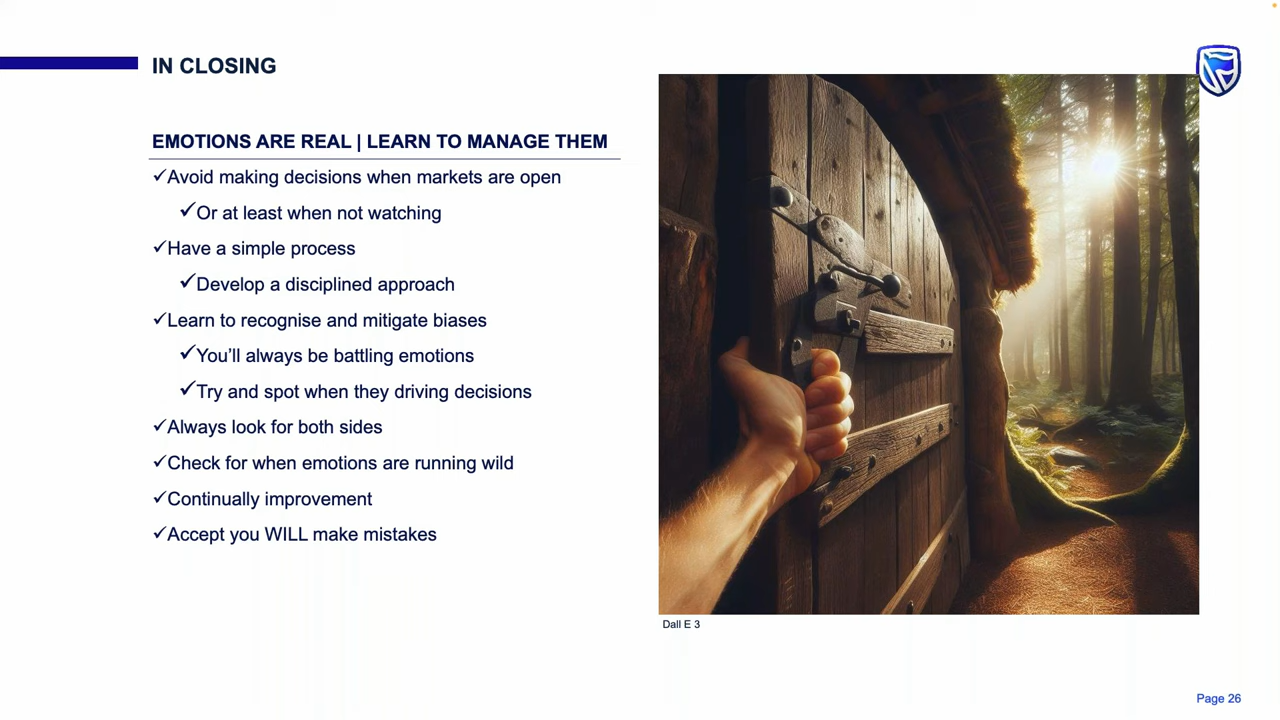 IN CLOSING
EMOTIONS ARE REAL | LEARN TO MANAGE THEM
✓Avoid making decisions when markets are open
✓Or at least when not watching
✓Have a simple process
✓Develop a disciplined approach
✓Learn to recognise and mitigate biases
✓You'll always be battling emotions
✓Try and spot when they driving decisions
✓Always look for both sides
✓Check for when emotions are running wild
✓Continually improvement
✓Accept you WILL make mistakes
Dall E 3
Page 26